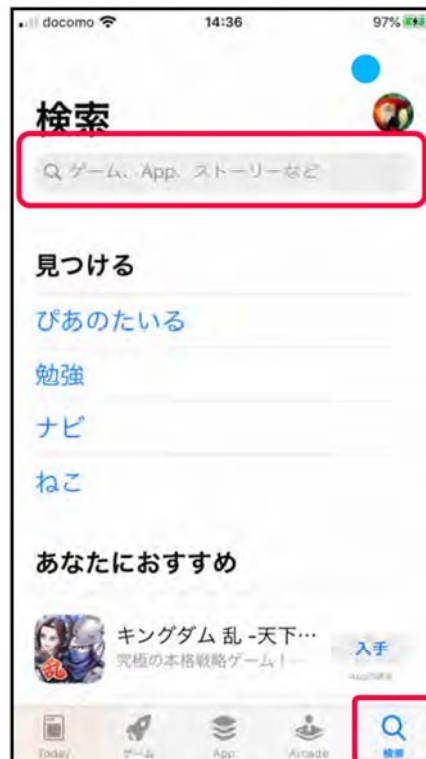 docomo 14:36 97%
検索
ゲーム、App、ストーリーなど
見つける
ぴあのたいる
勉強
ナビ
ねこ
あなたにおすすめ
キングダム 乱 -天下…
究極の本格戦略ゲーム!…
入手
乱
Today ゲーム App Arcade 検索